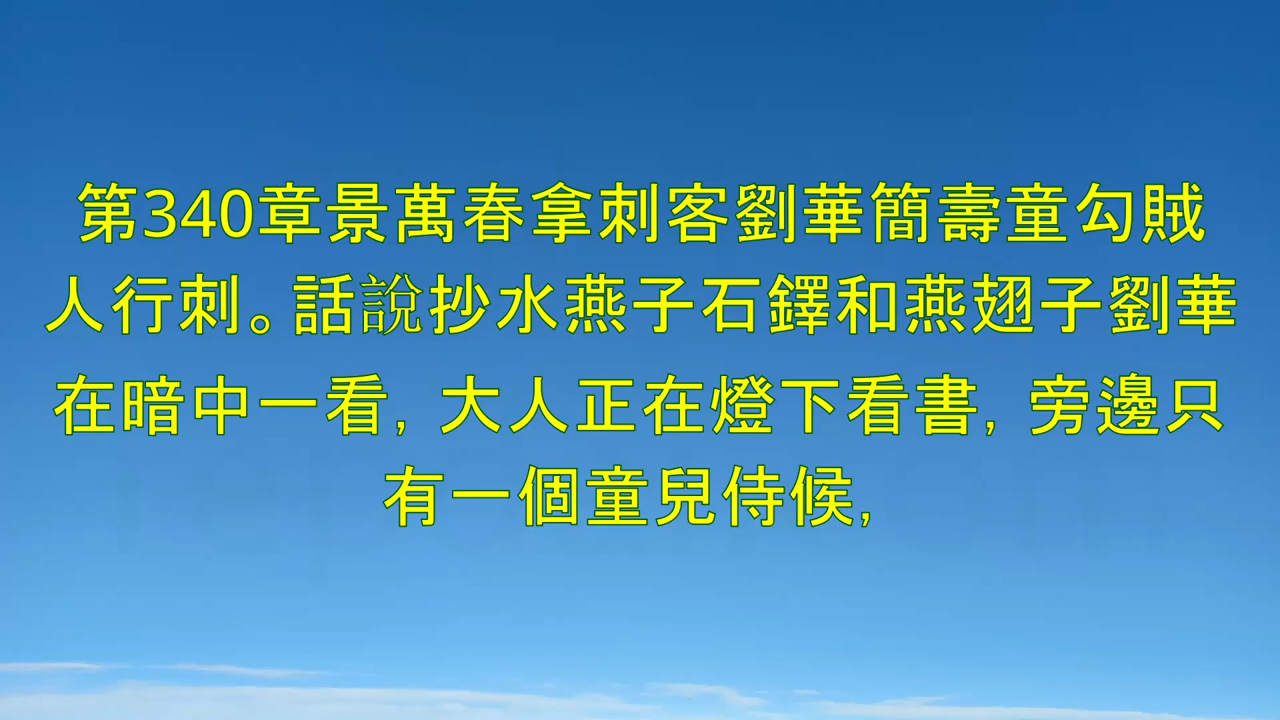 第340章景萬春拿刺客劉華簡壽童勾賊
人行刺。話說抄水燕子石鐸和燕翅子劉華
在暗中一看,大人正在燈下看書,旁邊只
有一個童兒侍候,